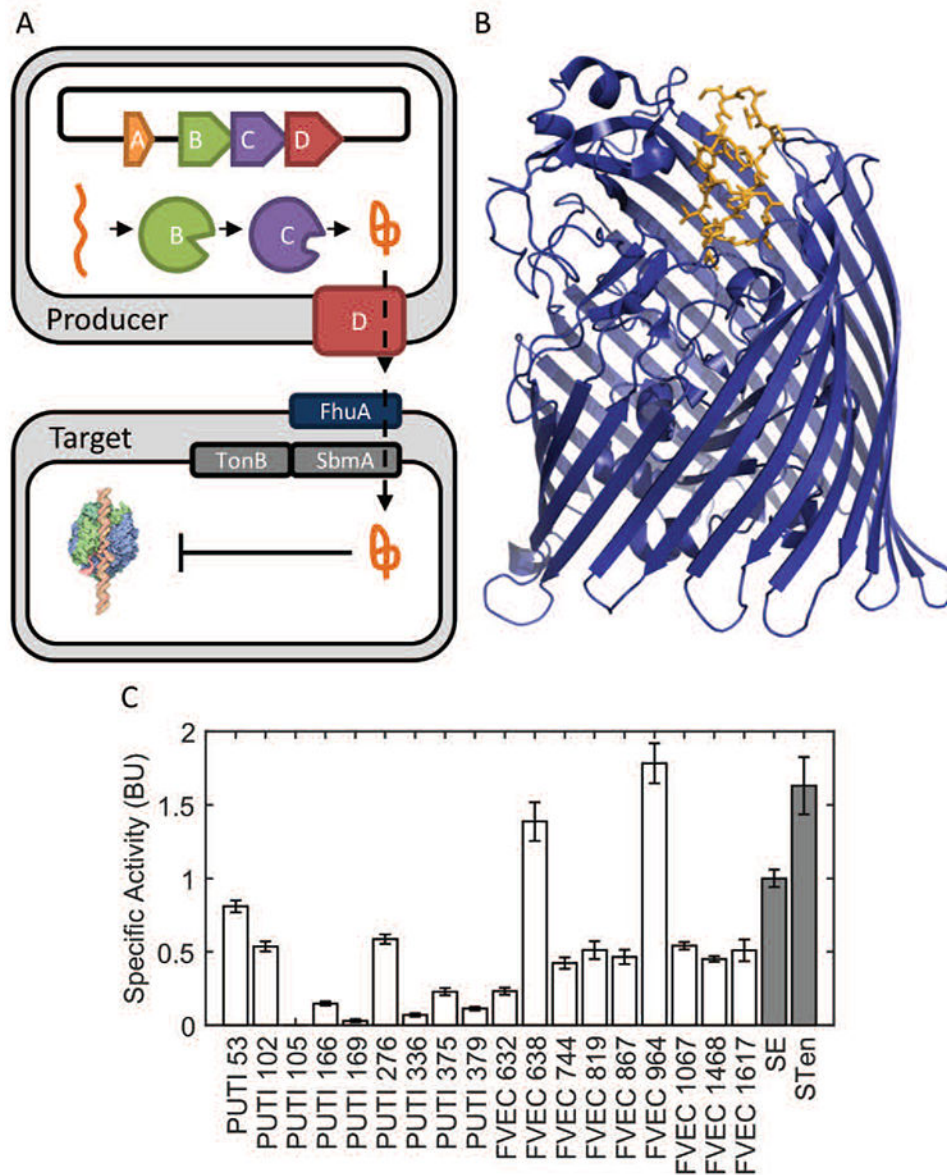 A
A B C D
B C
Producer
D
FhuA
Target
TonB SbmA
B
C
Specific Activity (BU)
2
1.5
1
0.5
0
PUTI 53
PUTI 102
PUTI 105
PUTI 166
PUTI 169
PUTI 276
PUTI 336
PUTI 375
PUTI 379
FVEC 632
FVEC 638
FVEC 744
FVEC 819
FVEC 867
FVEC 964
FVEC 1067
FVEC 1468
FVEC 1617
SE
STen